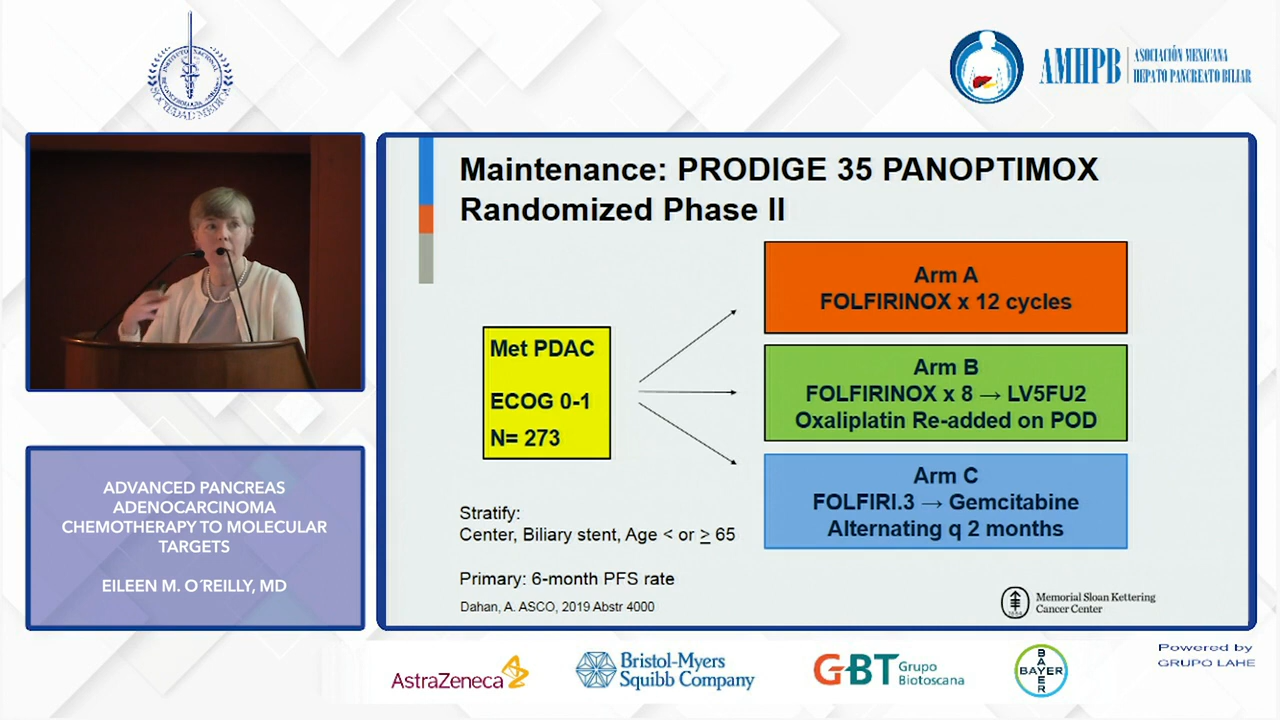 AMHPB
ASOCIACIÓN MEXICANA
HEPATO PANCREATO BILIAR
SOCIEDAD MEDICA
Maintenance: PRODIGE 35 PANOPTIMOX
Randomized Phase II
Arm A
FOLFIRINOX x 12 cycles
Met PDAC
ECOG 0-1
N= 273
Arm B
FOLFIRINOX x 8 → LV5FU2
Oxaliplatin Re-added on POD
Arm C
FOLFIRI.3 → Gemcitabine
Alternating q 2 months
Stratify:
Center, Biliary stent, Age < or ≥ 65
Primary: 6-month PFS rate
Dahan, A. ASCO, 2019 Abstr 4000
Memorial Sloan Kettering
Cancer Center
ADVANCED PANCREAS
ADENOCARCINOMA
CHEMOTHERAPY TO MOLECULAR
TARGETS
EILEEN M. O´REILLY, MD
AstraZeneca
Bristol-Myers
Squibb Company
GBT Grupo
Biotoscana
BAYER
BAYER
Powered by
GRUPO LAHE